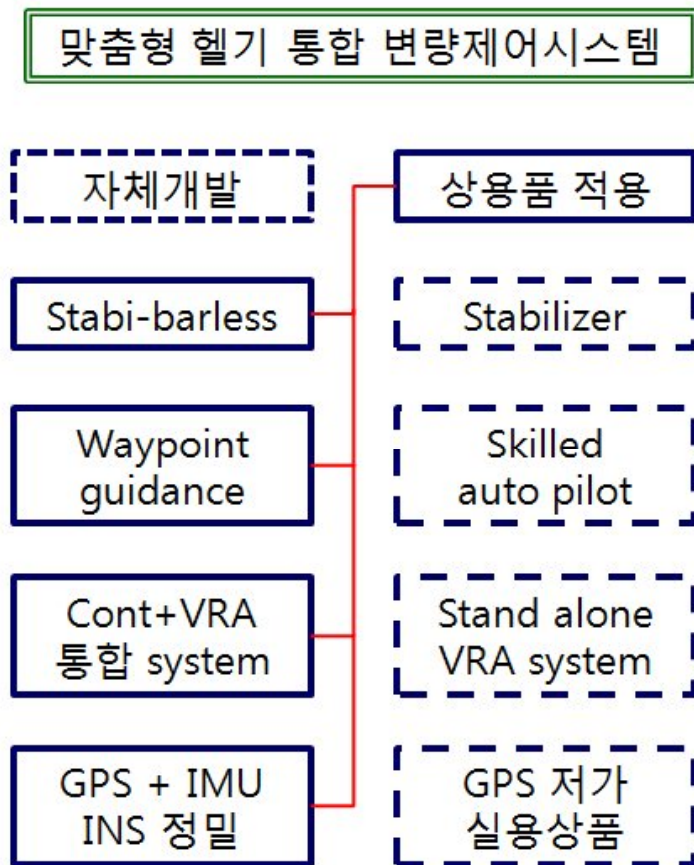 맞춤형 헬기 통합 변량제어시스템
자체개발
상용품 적용
Stabi-barless
Stabilizer
Waypoint
guidance
Skilled
auto pilot
Cont+VRA
통합 system
Stand alone
VRA system
GPS + IMU
INS 정밀
GPS 저가
실용상품